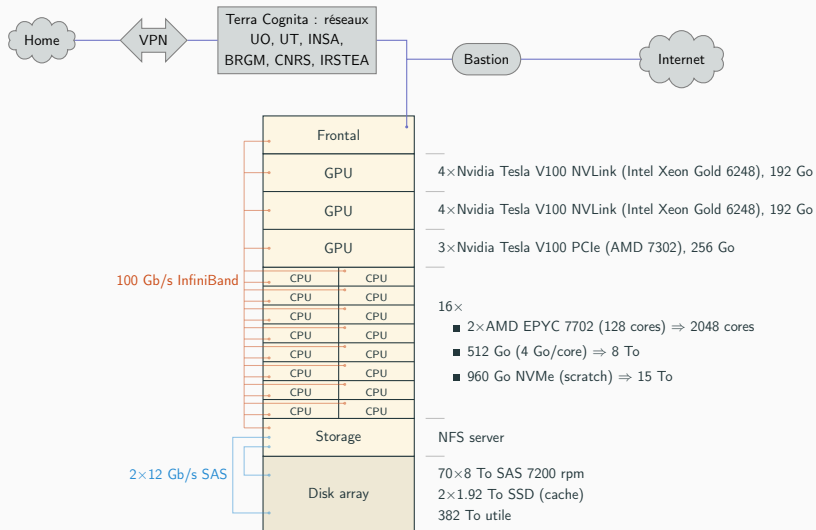 Home
VPN
Terra Cognita : réseaux
UO, UT, INSA,
BRGM, CNRS, IRSTEA
Bastion
Internet
Frontal
GPU
4×Nvidia Tesla V100 NVLink (Intel Xeon Gold 6248), 192 Go
GPU
4×Nvidia Tesla V100 NVLink (Intel Xeon Gold 6248), 192 Go
GPU
3×Nvidia Tesla V100 PCIe (AMD 7302), 256 Go
100 Gb/s InfiniBand
CPU CPU
CPU CPU
CPU CPU
CPU CPU
CPU CPU
CPU CPU
CPU CPU
CPU CPU
16×
■ 2×AMD EPYC 7702 (128 cores) ⇒ 2048 cores
■ 512 Go (4 Go/core) ⇒ 8 To
■ 960 Go NVMe (scratch) ⇒ 15 To
Storage
NFS server
2×12 Gb/s SAS
Disk array
70×8 To SAS 7200 rpm
2×1.92 To SSD (cache)
382 To utile